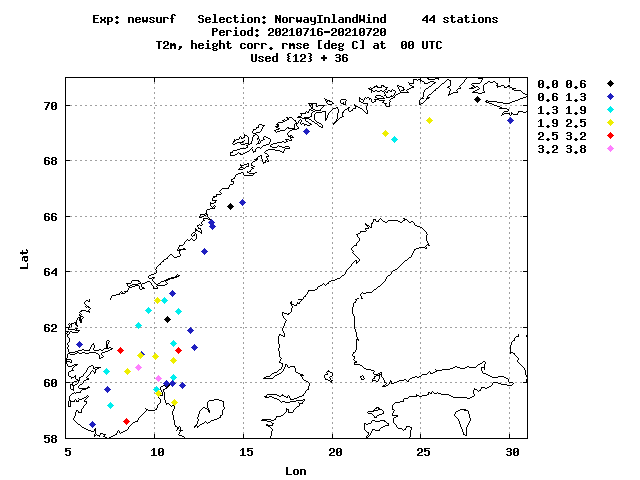 Exp: newsurf   Selection: NorwayInlandWind     44 stations
Period: 20210716-20210720
T2m, height corr. rmse [deg C] at  00 UTC
Used {12} + 36
0.0 0.6
0.6 1.3
1.3 1.9
1.9 2.5
2.5 3.2
3.2 3.8
70
68
66
64
62
60
58
Lat
5 10 15 20 25 30
Lon